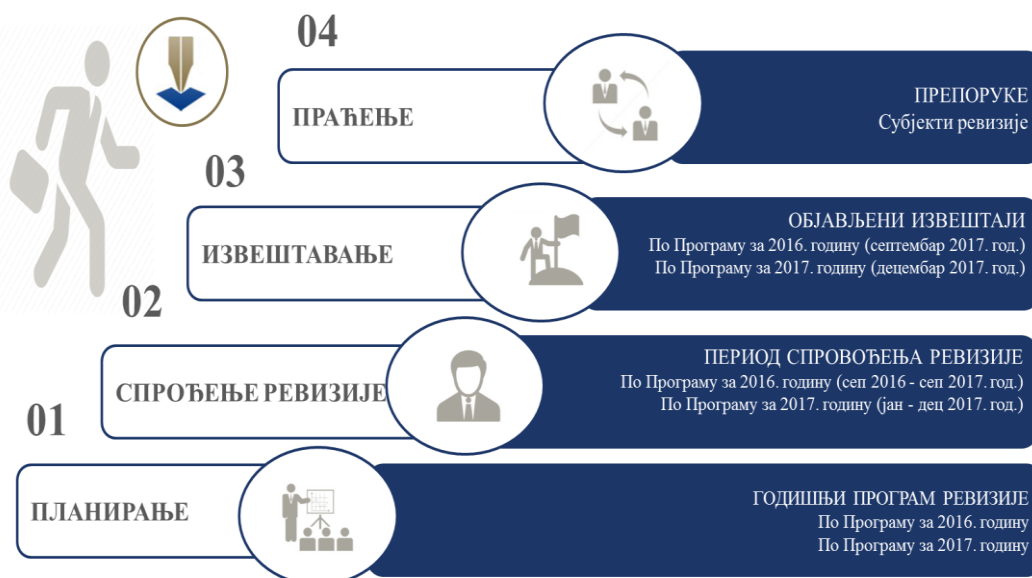 04
ПРАЋЕЊЕ
ПРЕПОРУКЕ
Субјекти ревизије
03
ИЗВЕШТАВАЊЕ
ОБЈАВЉЕНИ ИЗВЕШТАЈИ
По Програму за 2016. годину (септембар 2017. год.)
По Програму за 2017. годину (децембар 2017. год.)
02
СПРОЂЕЊЕ РЕВИЗИЈЕ
ПЕРИОД СПРОВОЂЕЊА РЕВИЗИЈЕ
По Програму за 2016. годину (сеп 2016 - сеп 2017. год.)
По Програму за 2017. годину (јан - дец 2017. год.)
01
ПЛАНИРАЊЕ
ГОДИШЊИ ПРОГРАМ РЕВИЗИЈЕ
По Програму за 2016. годину
По Програму за 2017. годину